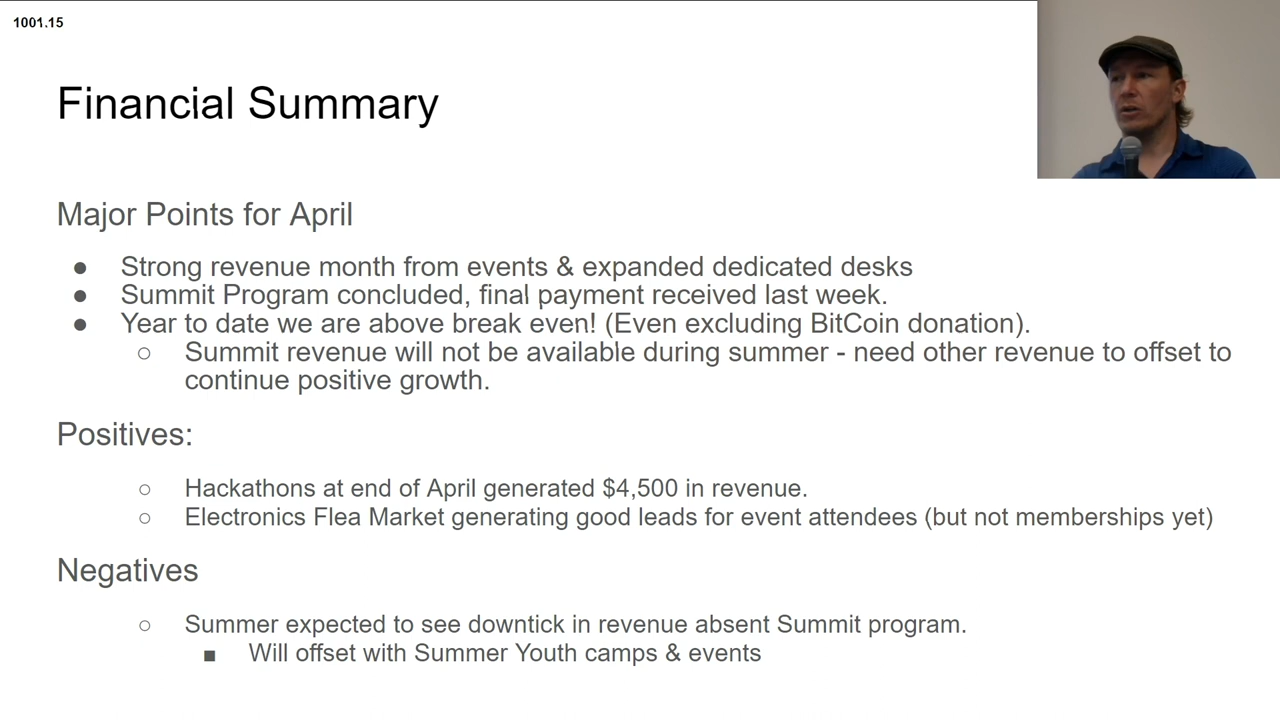 1001.15
Financial Summary
Major Points for April
● Strong revenue month from events & expanded dedicated desks
● Summit Program concluded, final payment received last week.
● Year to date we are above break even! (Even excluding BitCoin donation).
○ Summit revenue will not be available during summer - need other revenue to offset to
continue positive growth.
Positives:
○ Hackathons at end of April generated $4,500 in revenue.
○ Electronics Flea Market generating good leads for event attendees (but not memberships yet)
Negatives
○ Summer expected to see downtick in revenue absent Summit program.
■ Will offset with Summer Youth camps & events